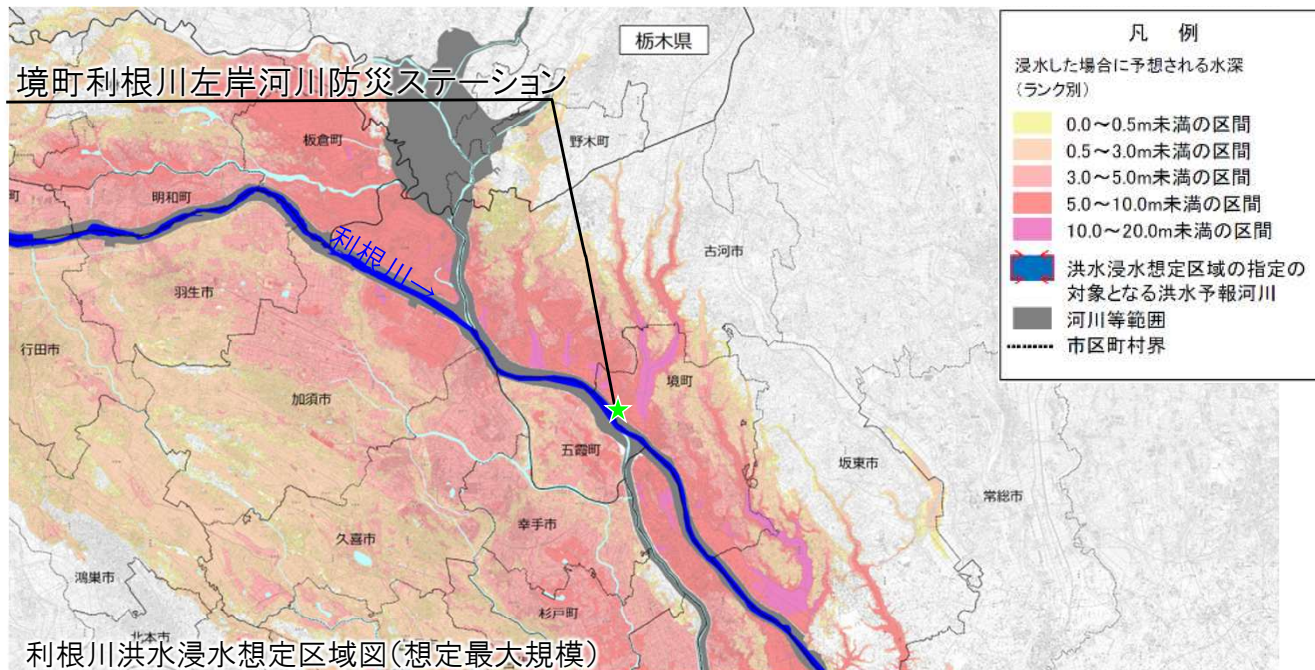 境町利根川左岸河川防災ステーション
栃木県
凡 例
浸水した場合に予想される水深
(ランク別)
0.0～0.5m未満の区間
0.5～3.0m未満の区間
3.0～5.0m未満の区間
5.0～10.0m未満の区間
10.0～20.0m未満の区間
洪水浸水想定区域の指定の
対象となる洪水予報河川
河川等範囲
市区町村界
板倉町
野木町
明和町
町
利根川→
古河市
羽生市
行田市
加須市
境町
五霞町
坂東市
常総市
幸手市
久喜市
鴻巣市
杉戸町
北本市
利根川洪水浸水想定区域図(想定最大規模)